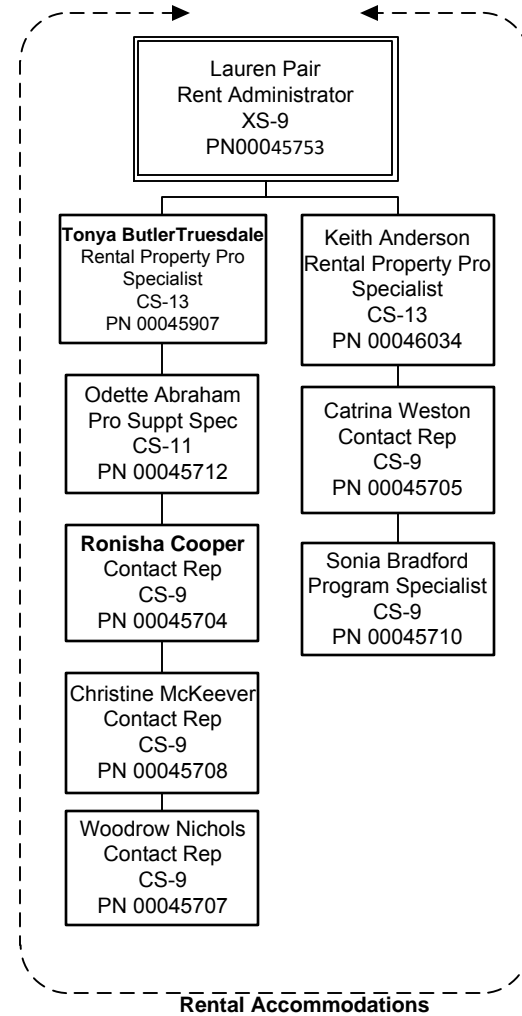 Lauren Pair
Rent Administrator
XS-9
PN00045753
Tonya ButlerTruesdale
Rental Property Pro
Specialist
CS-13
PN 00045907
Odette Abraham
Pro Suppt Spec
CS-11
PN 00045712
Ronisha Cooper
Contact Rep
CS-9
PN 00045704
Christine McKeever
Contact Rep
CS-9
PN 00045708
Woodrow Nichols
Contact Rep
CS-9
PN 00045707
Keith Anderson
Rental Property Pro
Specialist
CS-13
PN 00046034
Catrina Weston
Contact Rep
CS-9
PN 00045705
Sonia Bradford
Program Specialist
CS-9
PN 00045710
Rental Accommodations